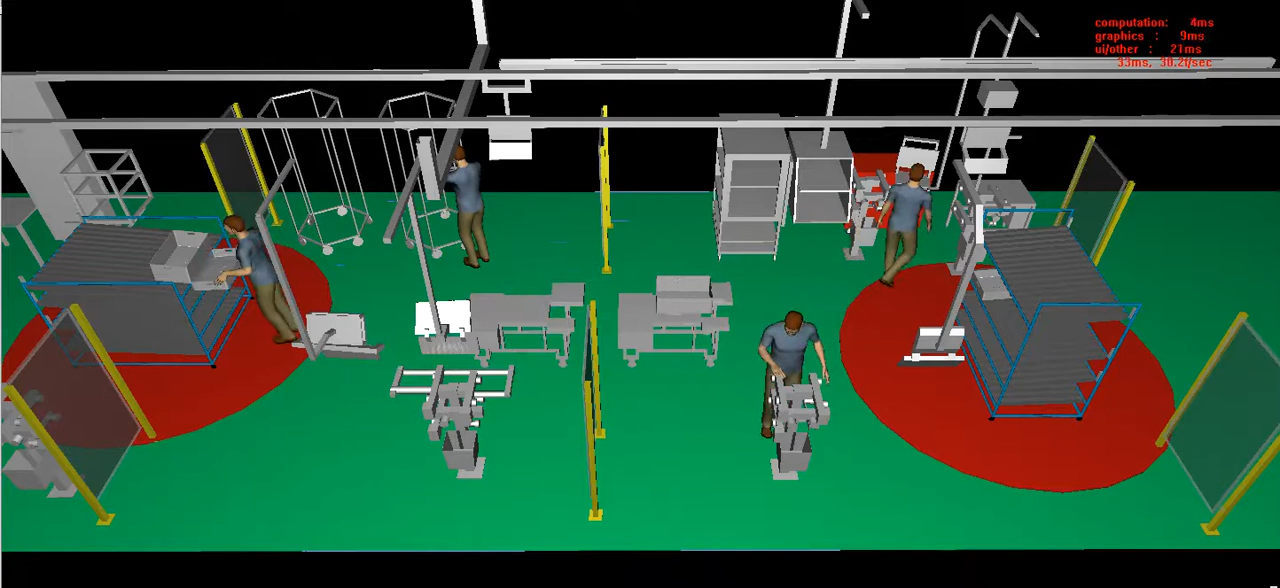 computation: 4ms
graphics : 9ms
ui/other : 21ms
33ms, 30.2f/sec